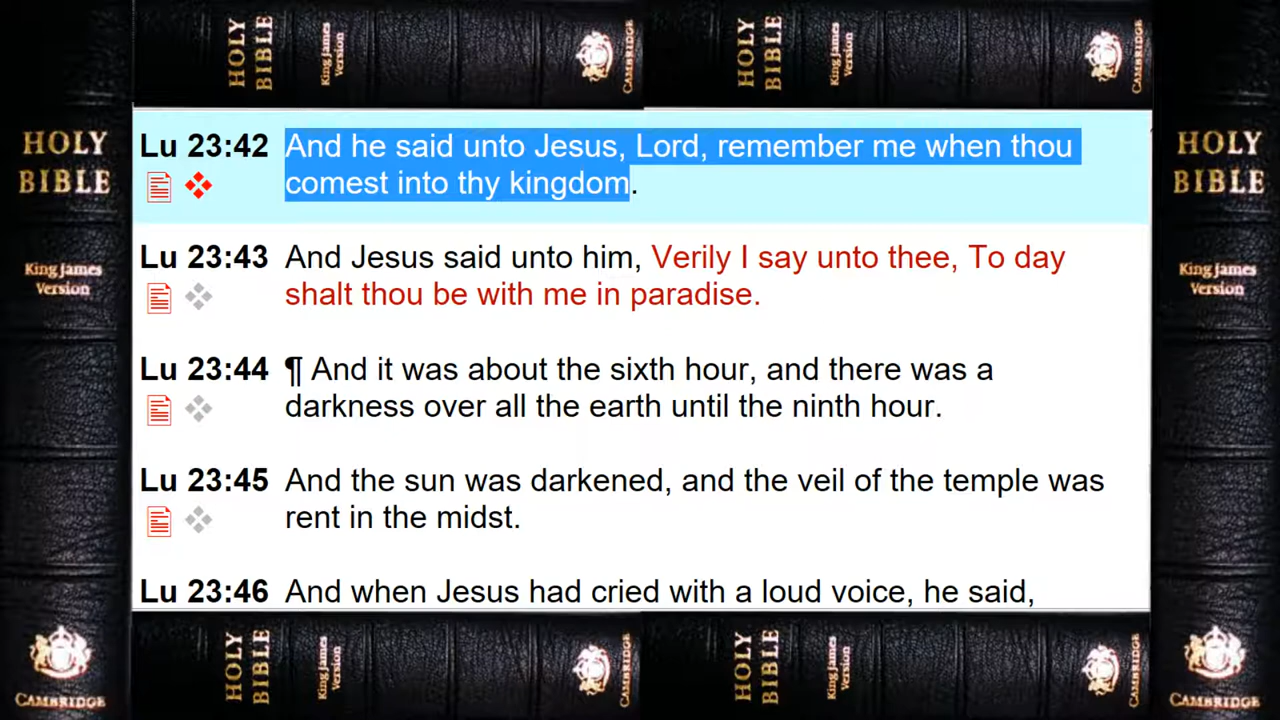 HOLY BIBLE King James Version CAMBRIDGE
HOLY BIBLE King James Version CAMBRIDGE
HOLY
BIBLE
King James
Version
CAMBRIDGE
Lu 23:42 And he said unto Jesus, Lord, remember me when thou
comest into thy kingdom.
Lu 23:43 And Jesus said unto him, Verily I say unto thee, To day
shalt thou be with me in paradise.
Lu 23:44 ¶ And it was about the sixth hour, and there was a
darkness over all the earth until the ninth hour.
Lu 23:45 And the sun was darkened, and the veil of the temple was
rent in the midst.
Lu 23:46 And when Jesus had cried with a loud voice, he said,
HOLY
BIBLE
King James
Version
CAMBRIDGE
HOLY BIBLE King James Version CAMBRIDGE
HOLY BIBLE King James Version CAMBRIDGE